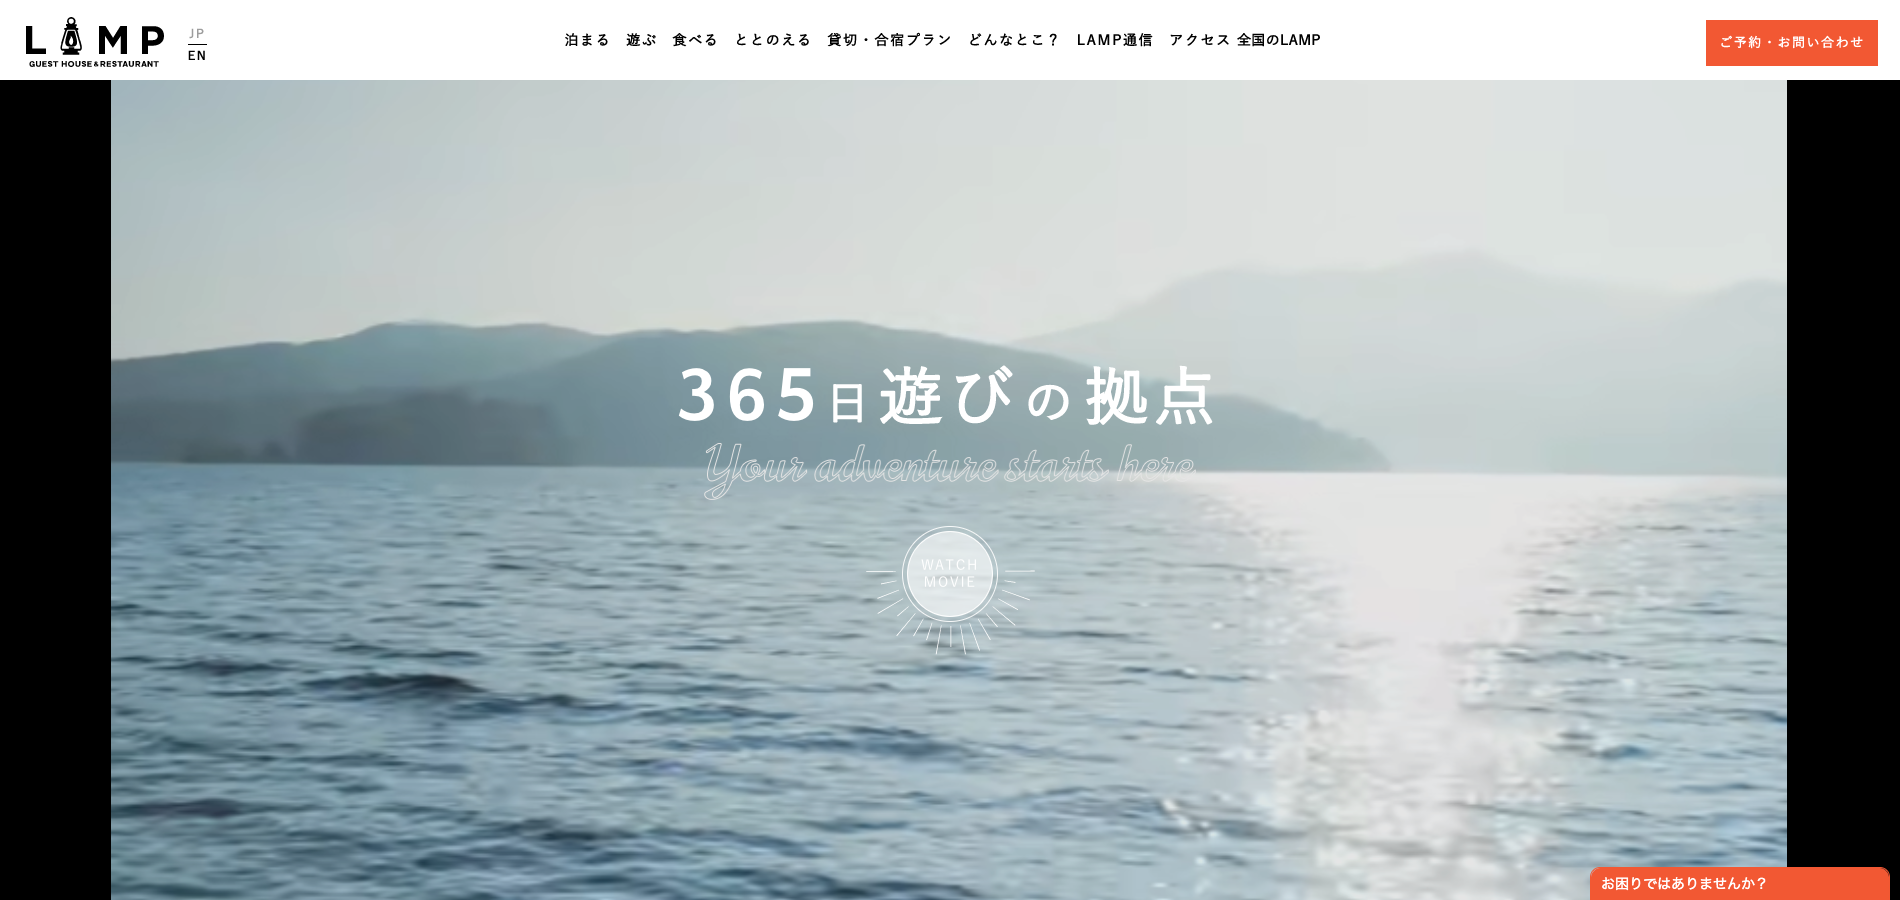 LAMP
GUEST HOUSE & RESTAURANT
JP
EN
泊まる 遊ぶ 食べる ととのえる 貸切・合宿プラン どんなとこ？ LAMP通信 アクセス 全国のLAMP
ご予約・お問い合わせ
365日遊びの拠点
Your adventure starts here
WATCH
MOVIE
お困りではありませんか？